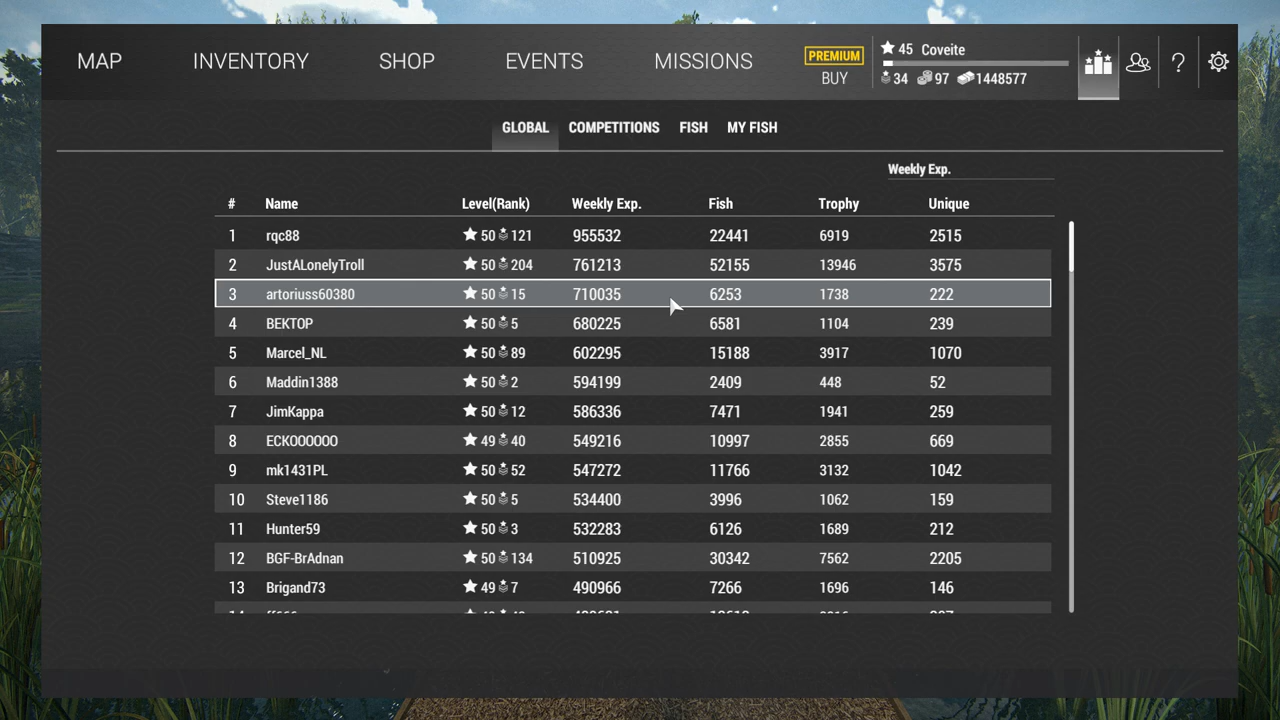 MAP INVENTORY SHOP EVENTS MISSIONS PREMIUM BUY 45 Coveite
34 97 1448577 ?
GLOBAL COMPETITIONS FISH MY FISH
Weekly Exp.
# Name Level(Rank) Weekly Exp. Fish Trophy Unique
1 rqc88 50 121 955532 22441 6919 2515
2 JustALonelyTroll 50 204 761213 52155 13946 3575
3 artoriuss60380 50 15 710035 6253 1738 222
4 BEKTOP 50 5 680225 6581 1104 239
5 Marcel_NL 50 89 602295 15188 3917 1070
6 Maddin1388 50 2 594199 2409 448 52
7 JimKappa 50 12 586336 7471 1941 259
8 ECKOOOOOO 49 40 549216 10997 2855 669
9 mk1431PL 50 52 547272 11766 3132 1042
10 Steve1186 50 5 534400 3996 1062 159
11 Hunter59 50 3 532283 6126 1689 212
12 BGF-BrAdnan 50 134 510925 30342 7562 2205
13 Brigand73 49 7 490966 7266 1696 146